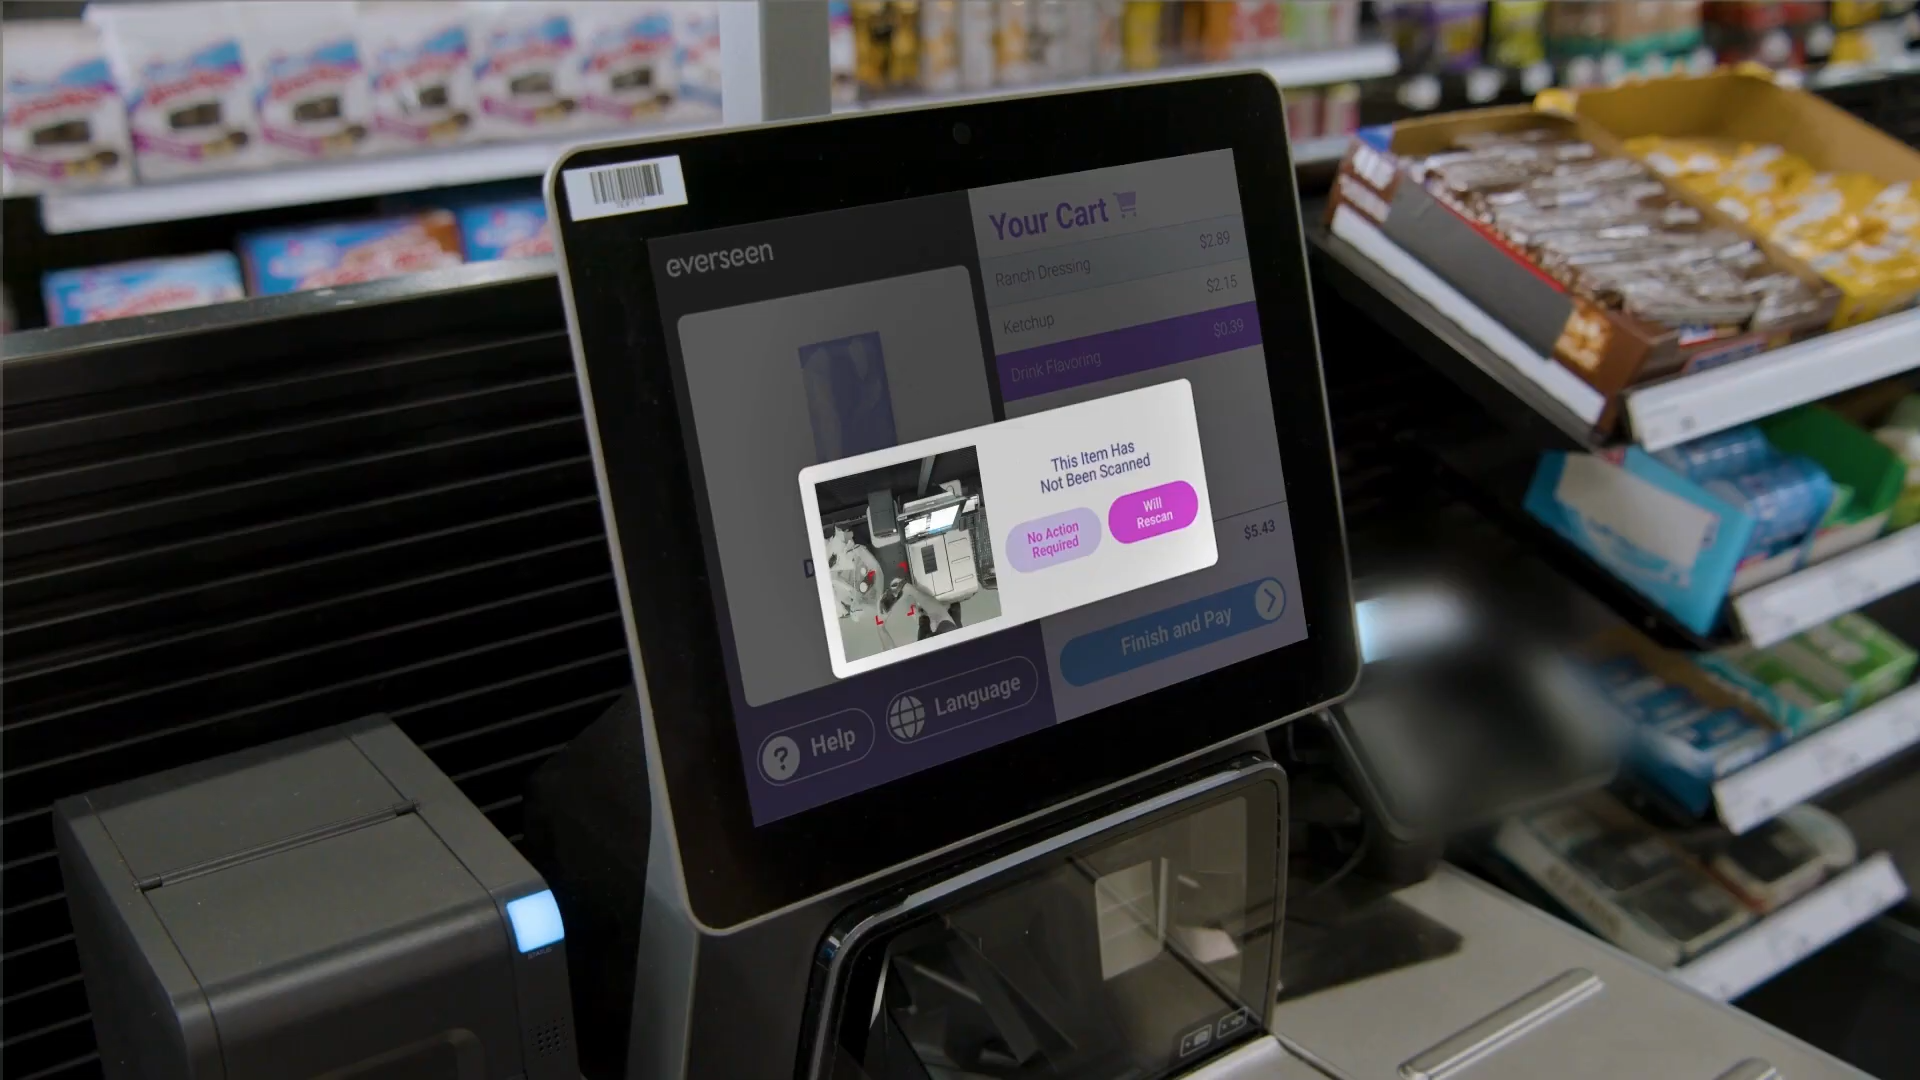 everseen
Your Cart
Ranch Dressing $2.89
Ketchup $2.15
Drink Flavoring $0.39
This Item Has
Not Been Scanned
No Action
Required
Will
Rescan
$5.43
Finish and Pay
? Help
Language